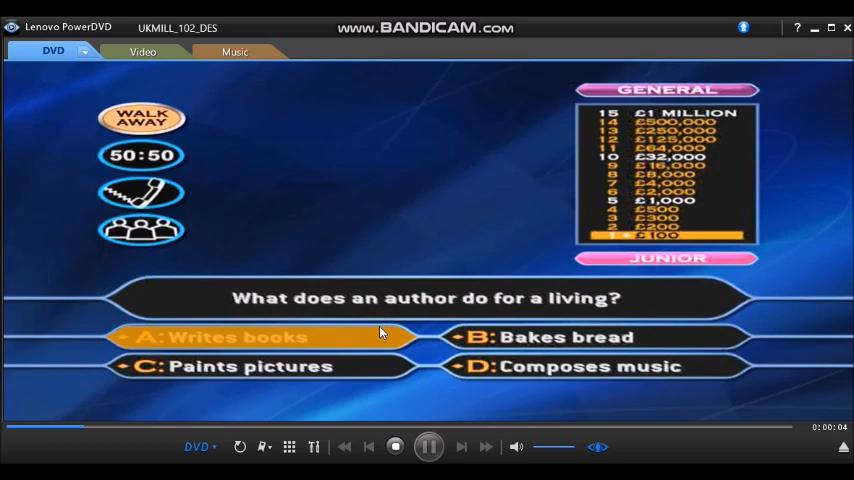 Lenovo PowerDVD
UKMILL_102_DES
www.BANDICAM.com
?
DVD
Video
Music
WALK
AWAY
50:50
GENERAL
15 £1 MILLION
14 £500,000
13 £250,000
12 £125,000
11 £64,000
10 £32,000
9 £16,000
8 £8,000
7 £4,000
6 £2,000
5 £1,000
4 £500
3 £300
2 £200
1 £100
JUNIOR
What does an author do for a living?
A: Writes books
B: Bakes bread
C: Paints pictures
D: Composes music
0:00:04
DVD